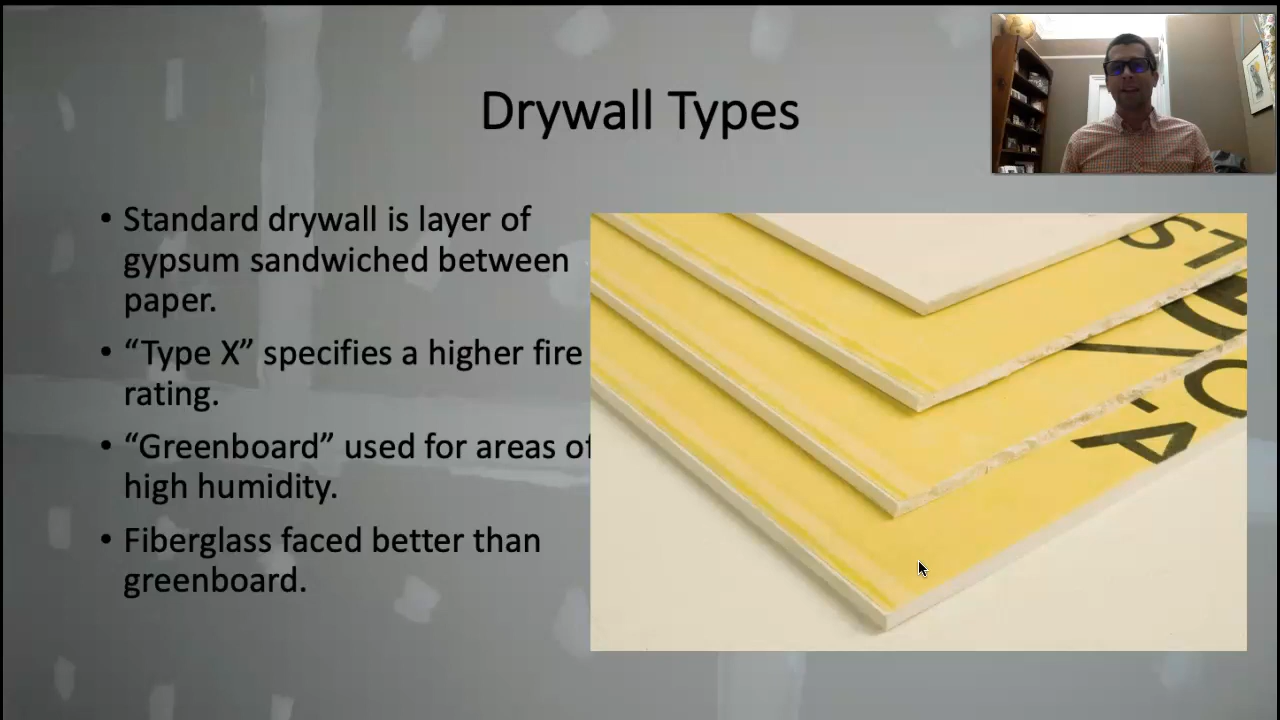 Drywall Types
• Standard drywall is layer of
gypsum sandwiched between
paper.
• “Type X” specifies a higher fire
rating.
• “Greenboard” used for areas of
high humidity.
• Fiberglass faced better than
greenboard.